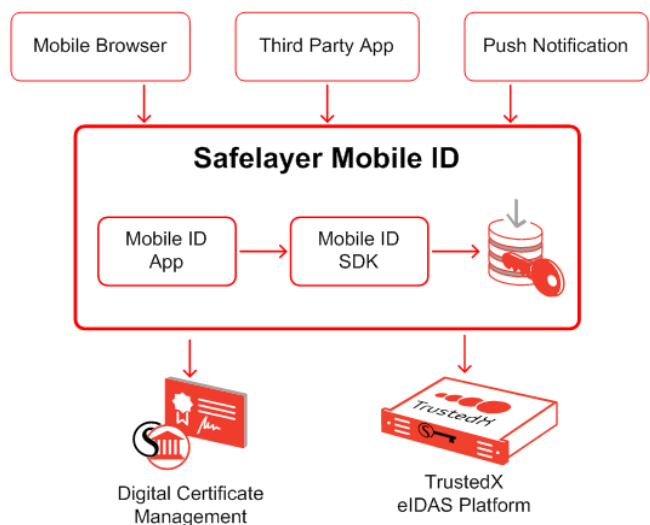 Mobile Browser
Third Party App
Push Notification
Safelayer Mobile ID
Mobile ID
App
Mobile ID
SDK
TrustedX
Digital Certificate
Management
TrustedX
eIDAS Platform